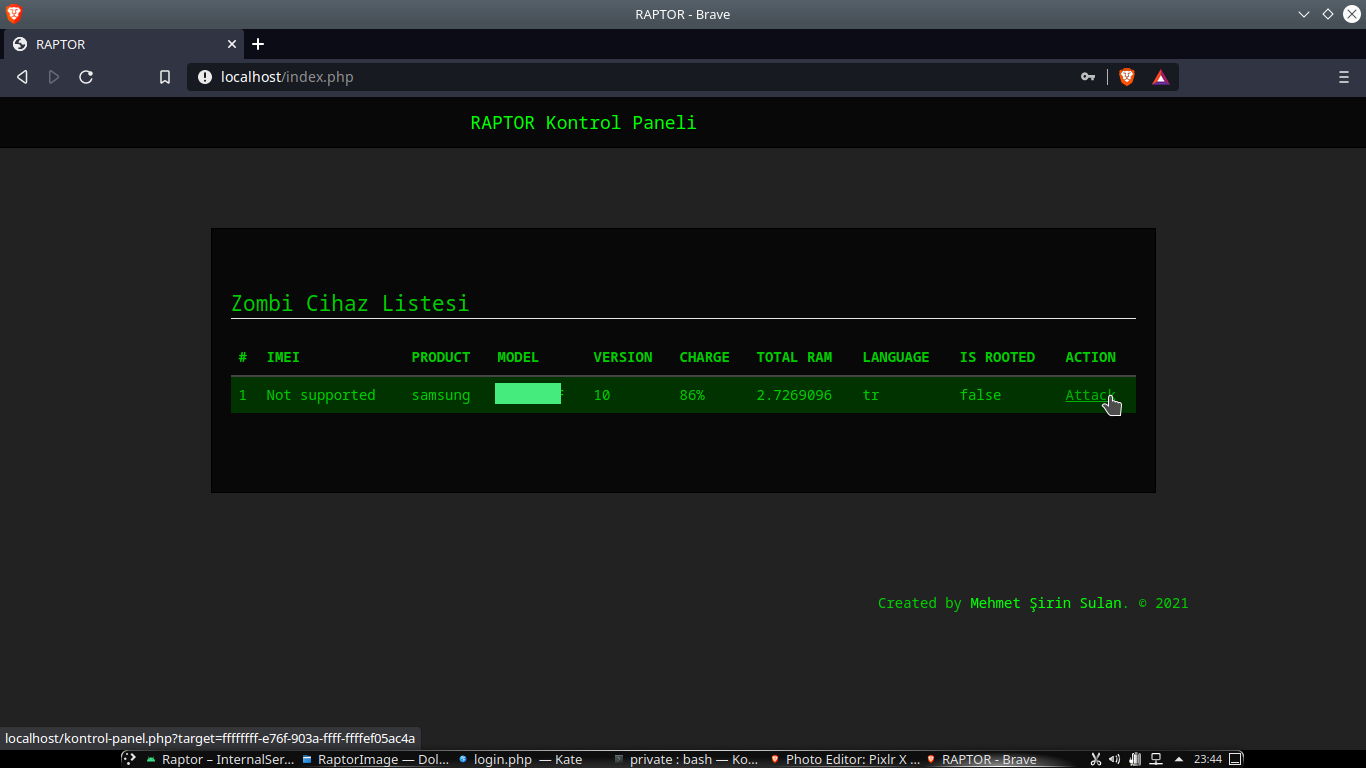 RAPTOR - Brave
RAPTOR
localhost/index.php
RAPTOR Kontrol Paneli
Zombi Cihaz Listesi
# IMEI PRODUCT MODEL VERSION CHARGE TOTAL RAM LANGUAGE IS ROOTED ACTION
1 Not supported samsung 10 86% 2.7269096 tr false Attack
Created by Mehmet Şirin Sulan. © 2021
localhost/kontrol-panel.php?target=ffffffff-e76f-903a-ffff-ffffef05ac4a
Raptor – InternalSer... RaptorImage — Dol... login.php — Kate private : bash — Ko... Photo Editor: Pixlr X ... RAPTOR - Brave 23:44